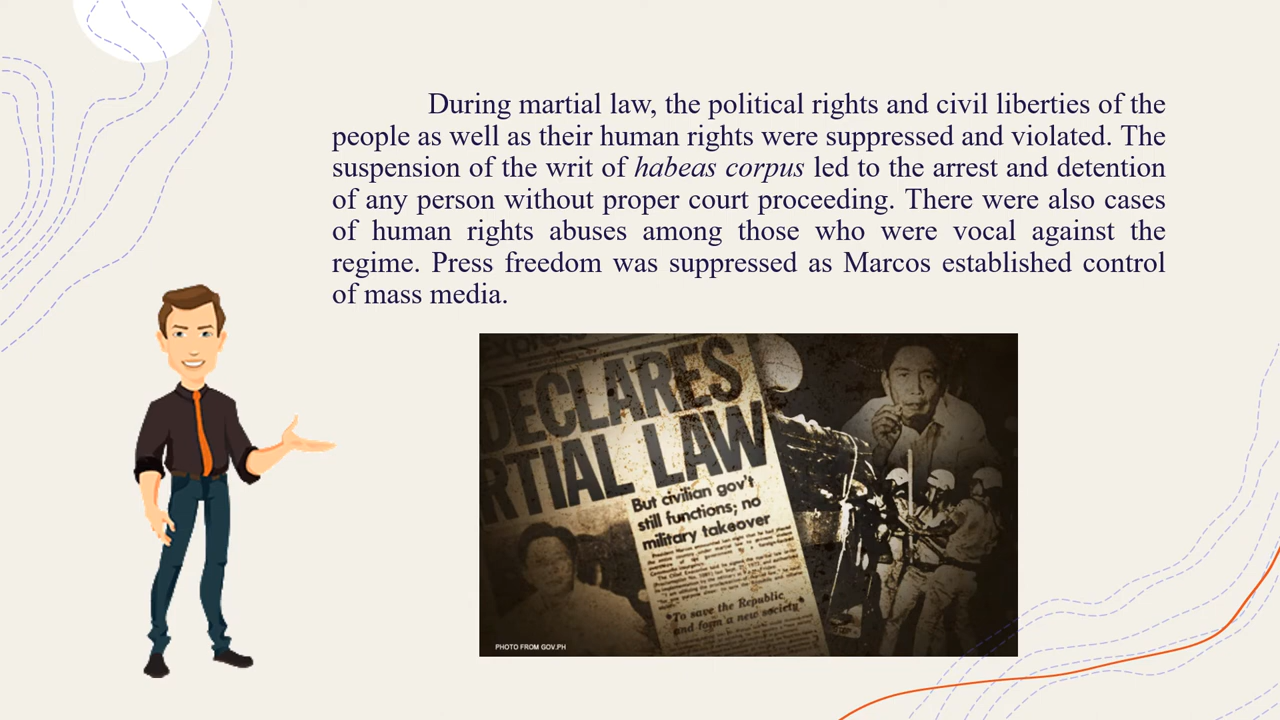 During martial law, the political rights and civil liberties of the
people as well as their human rights were suppressed and violated. The
suspension of the writ of habeas corpus led to the arrest and detention
of any person without proper court proceeding. There were also cases
of human rights abuses among those who were vocal against the
regime. Press freedom was suppressed as Marcos established control
of mass media.
DECLARES
RTIAL LAW
But civilian gov't
still functions; no
military takeover
"To save the Republic
and form a new society"
PHOTO FROM GOV.PH